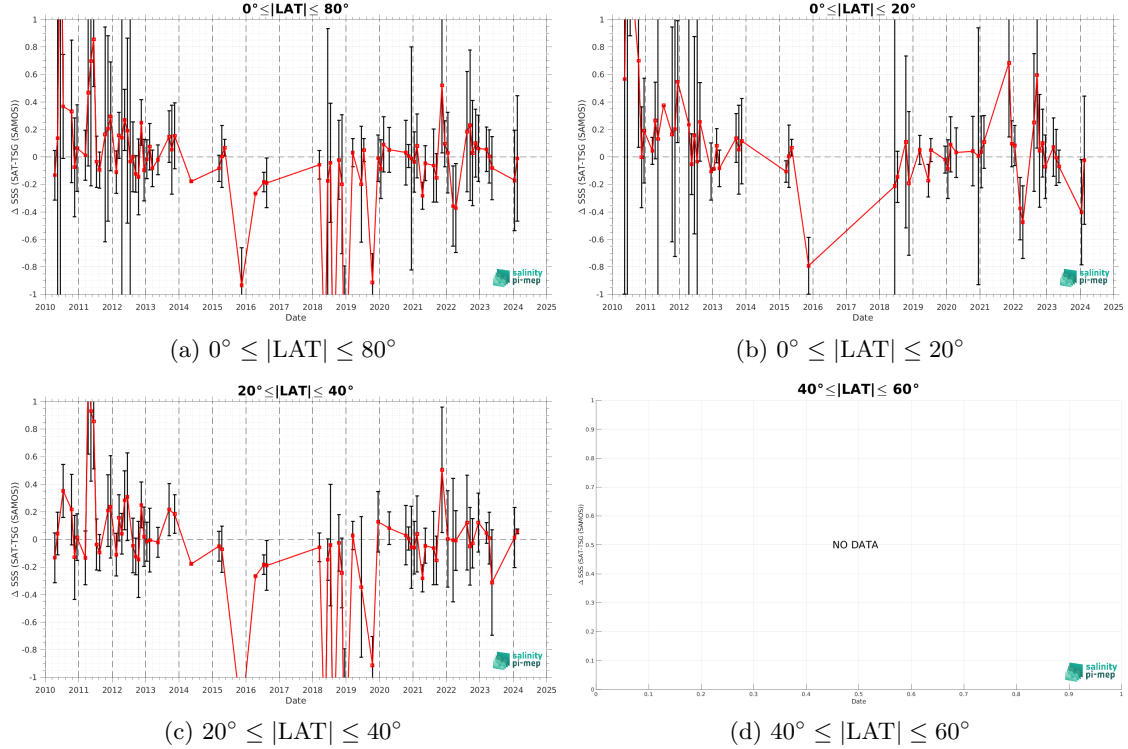 0°≤|LAT|≤ 80°
1
0.8
0.6
0.4
0.2
0
-0.2
-0.4
-0.6
-0.8
-1
Δ SSS (SAT-TSG (SAMOS))
2010 2011 2012 2013 2014 2015 2016 2017 2018 2019 2020 2021 2022 2023 2024 2025
Date
salinity
pi-mep
(a) 0° ≤ |LAT| ≤ 80°
0°≤|LAT|≤ 20°
1
0.8
0.6
0.4
0.2
0
-0.2
-0.4
-0.6
-0.8
-1
Δ SSS (SAT-TSG (SAMOS))
2010 2011 2012 2013 2014 2015 2016 2017 2018 2019 2020 2021 2022 2023 2024 2025
Date
salinity
pi-mep
(b) 0° ≤ |LAT| ≤ 20°
20°≤|LAT|≤ 40°
1
0.8
0.6
0.4
0.2
0
-0.2
-0.4
-0.6
-0.8
-1
Δ SSS (SAT-TSG (SAMOS))
2010 2011 2012 2013 2014 2015 2016 2017 2018 2019 2020 2021 2022 2023 2024 2025
Date
salinity
pi-mep
(c) 20° ≤ |LAT| ≤ 40°
40°≤|LAT|≤ 60°
1
0.9
0.8
0.7
0.6
0.5
0.4
0.3
0.2
0.1
0
Δ SSS (SAT-TSG (SAMOS))
NO DATA
0 0.1 0.2 0.3 0.4 0.5 0.6 0.7 0.8 0.9 1
Date
salinity
pi-mep
(d) 40° ≤ |LAT| ≤ 60°